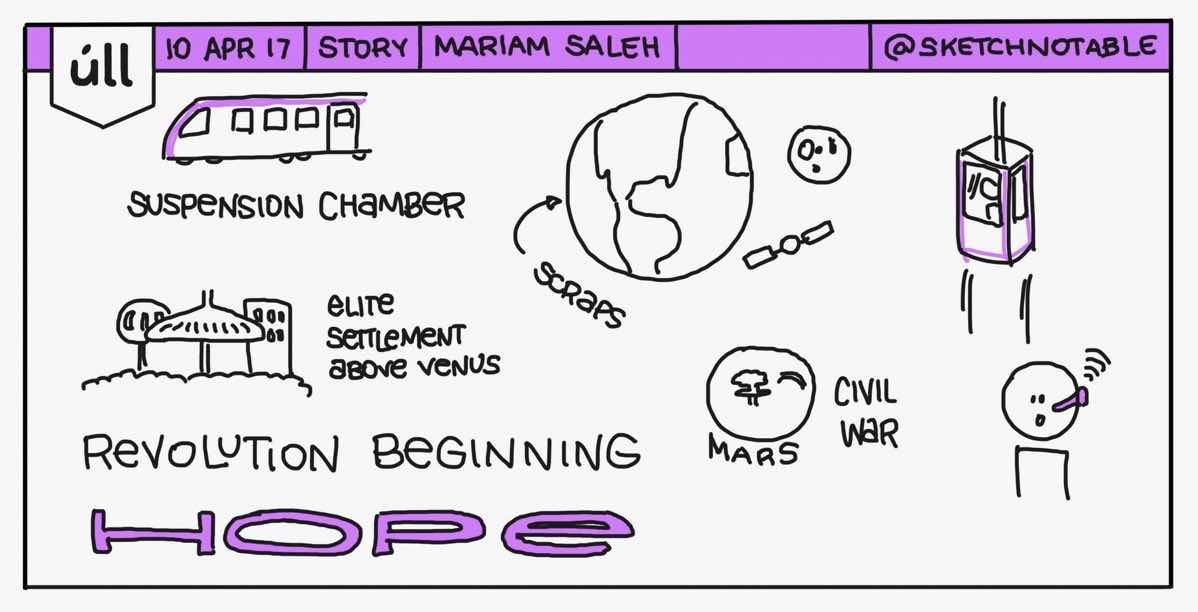 úll
10 APR 17
STORY
MARIAM SALEH
@SKETCHNOTABLE
SUSPENSION CHAMBER
SCRAPS
ELITE
SETTLEMENT
ABOVE VENUS
MARS
CIVIL
WAR
REVOLUTION BEGINNING
HOPE